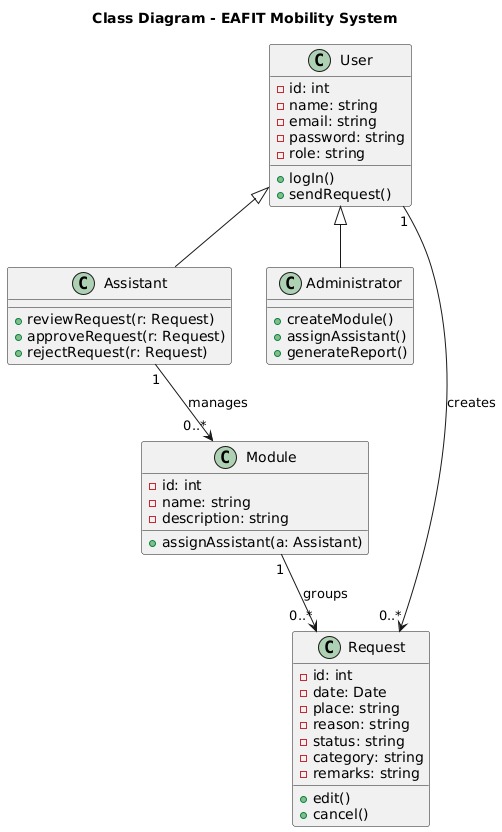 Class Diagram - EAFIT Mobility System
C User
id: int
name: string
email: string
password: string
role: string
logIn()
sendRequest()
1
C Assistant
reviewRequest(r: Request)
approveRequest(r: Request)
rejectRequest(r: Request)
C Administrator
createModule()
assignAssistant()
generateReport()
1
manages
creates
0..*
C Module
id: int
name: string
description: string
assignAssistant(a: Assistant)
1
groups
0..*
0..*
C Request
id: int
date: Date
place: string
reason: string
status: string
category: string
remarks: string
edit()
cancel()